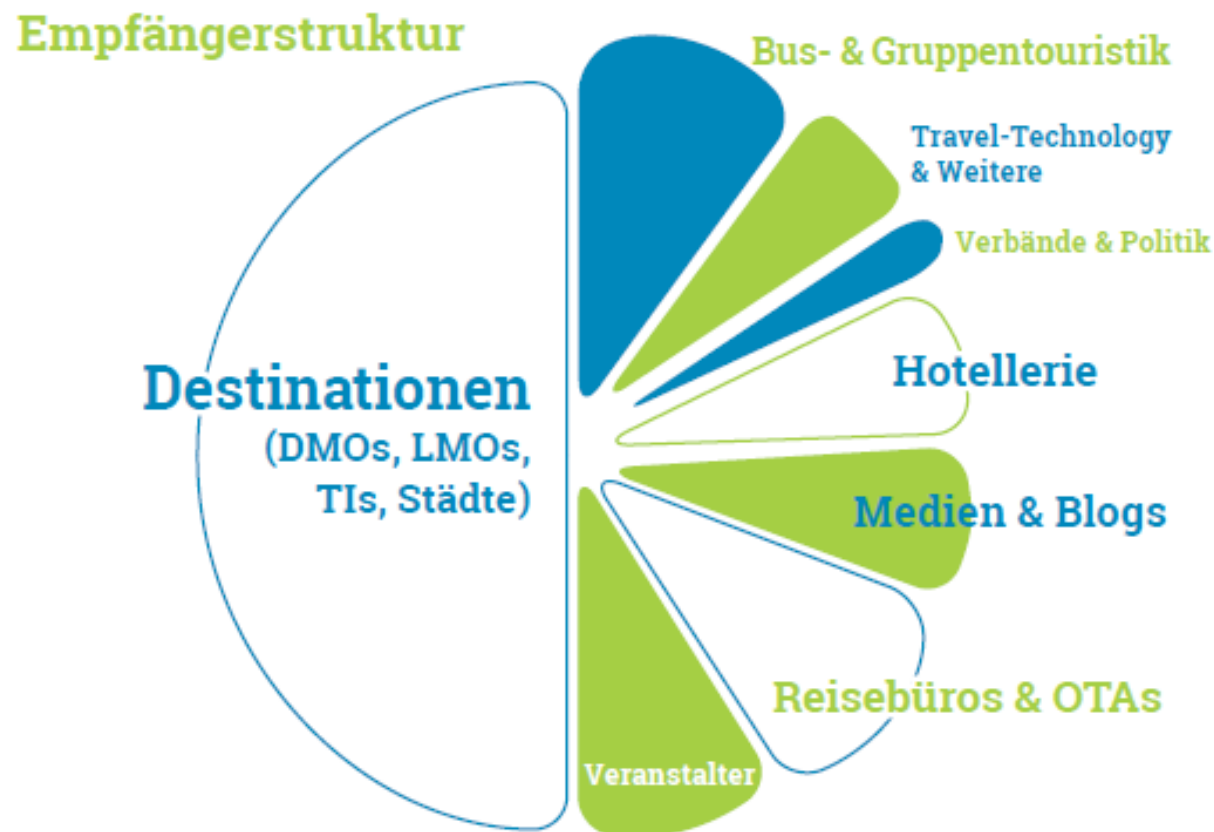 Empfängerstruktur
Bus- & Gruppentouristik
Travel-Technology
& Weitere
Verbände & Politik
Hotellerie
Destinationen
(DMOs, LMOs,
TIs, Städte)
Medien & Blogs
Reisebüros & OTAs
Veranstalter